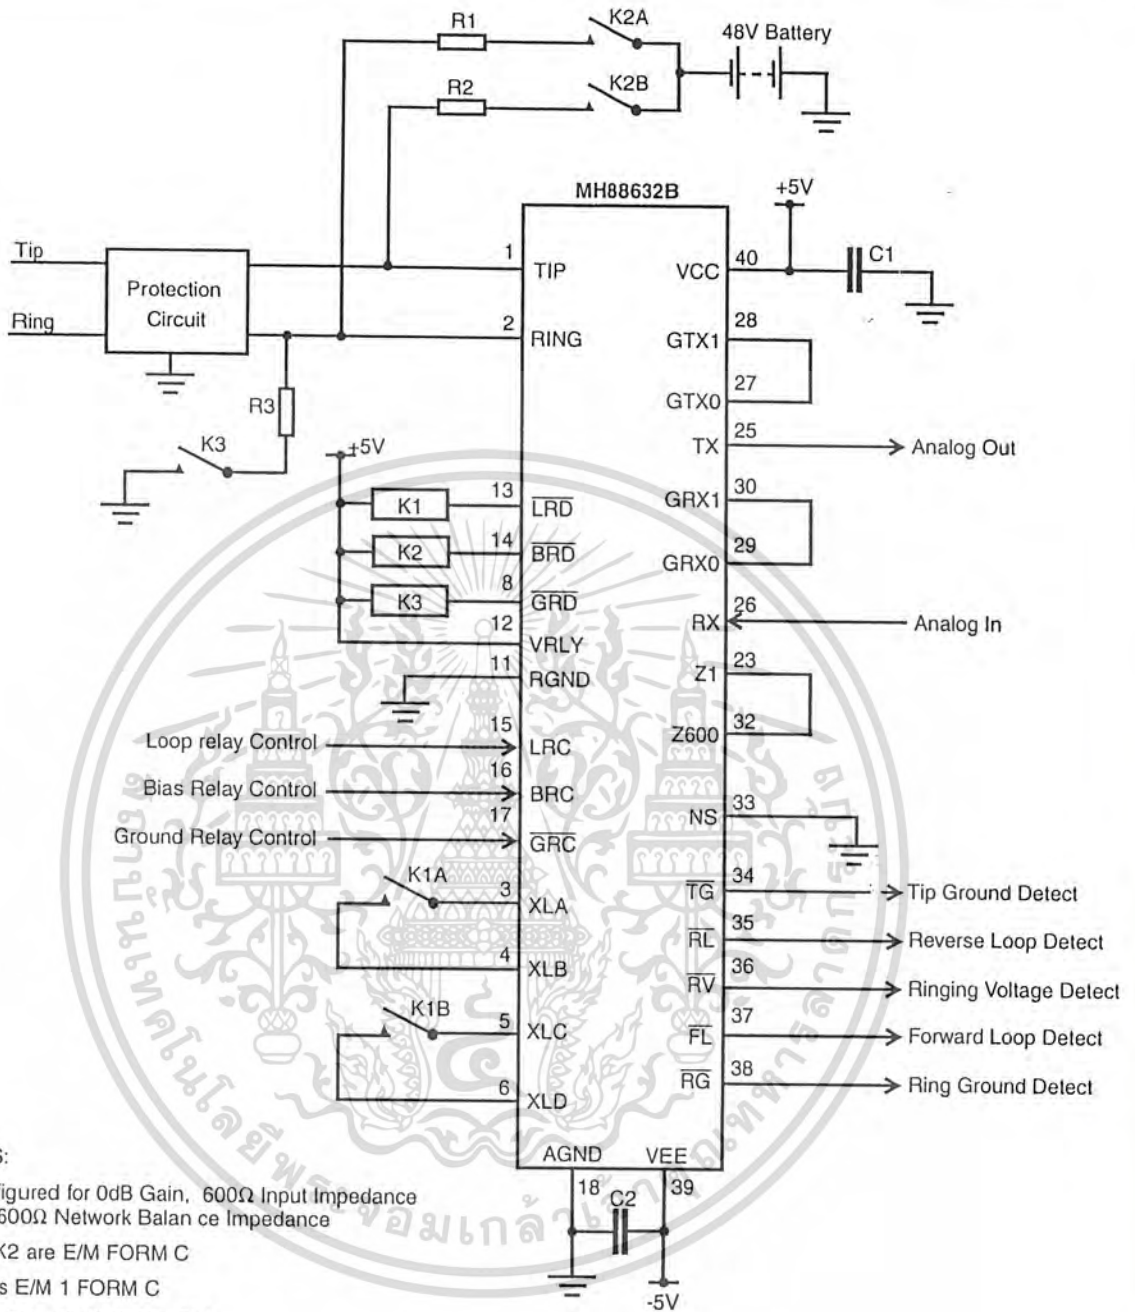 R1
K2A
48V Battery
R2
K2B
MH88632B
+5V
Tip
Protection
Circuit
Ring
1
TIP
2
RING
R3
K3
+5V
VCC
40
C1
28
GTX1
27
GTX0
25
TX
Analog Out
30
GRX1
29
GRX0
26
RX
Analog In
23
Z1
32
Z600
33
NS
K1
13
LRD
K2
14
BRD
K3
8
GRD
12
VRLY
11
RGND
Loop relay Control
15
LRC
Bias Relay Control
16
BRC
Ground Relay Control
17
GRC
K1A
3
XLA
4
XLB
K1B
5
XLC
6
XLD
34
TG
Tip Ground Detect
35
RL
Reverse Loop Detect
36
RV
Ringing Voltage Detect
37
FL
Forward Loop Detect
38
RG
Ring Ground Detect
AGND
VEE
18
C2
39
-5V
S:
figured for 0dB Gain, 600Ω Input Impedance
600Ω Network Balan ce Impedance
K2 are E/M FORM C
s E/M 1 FORM C